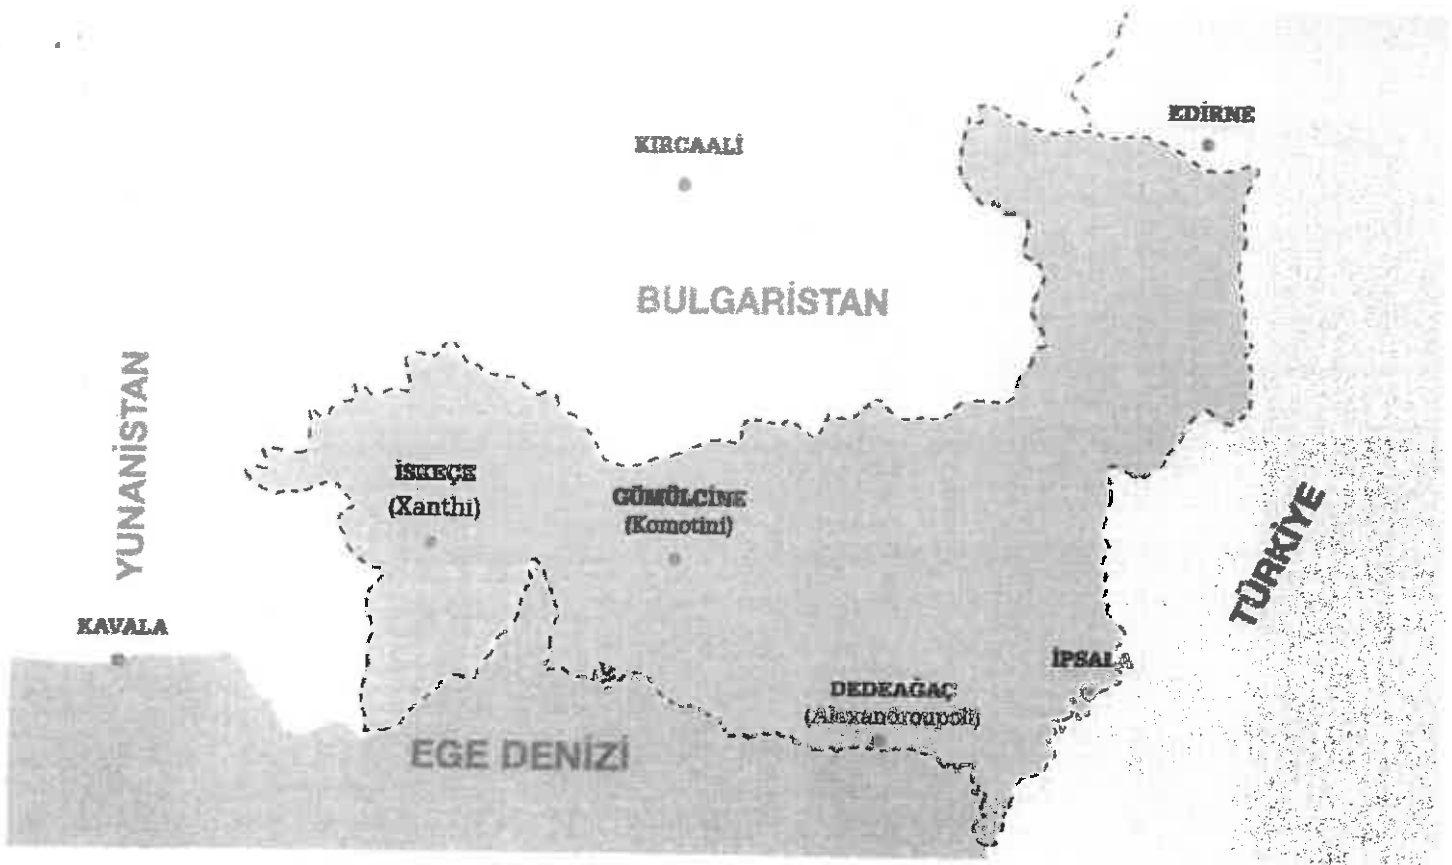 EDİRNE
KIRCAALİ
BULGARİSTAN
YUNANİSTAN
İSKEÇE
(Xanthi)
GÜMÜLCİNE
(Komotini)
TÜRKİYE
KAVALA
İPSALA
DEDEAĞAÇ
(Alexandroupoli)
EGE DENİZİ